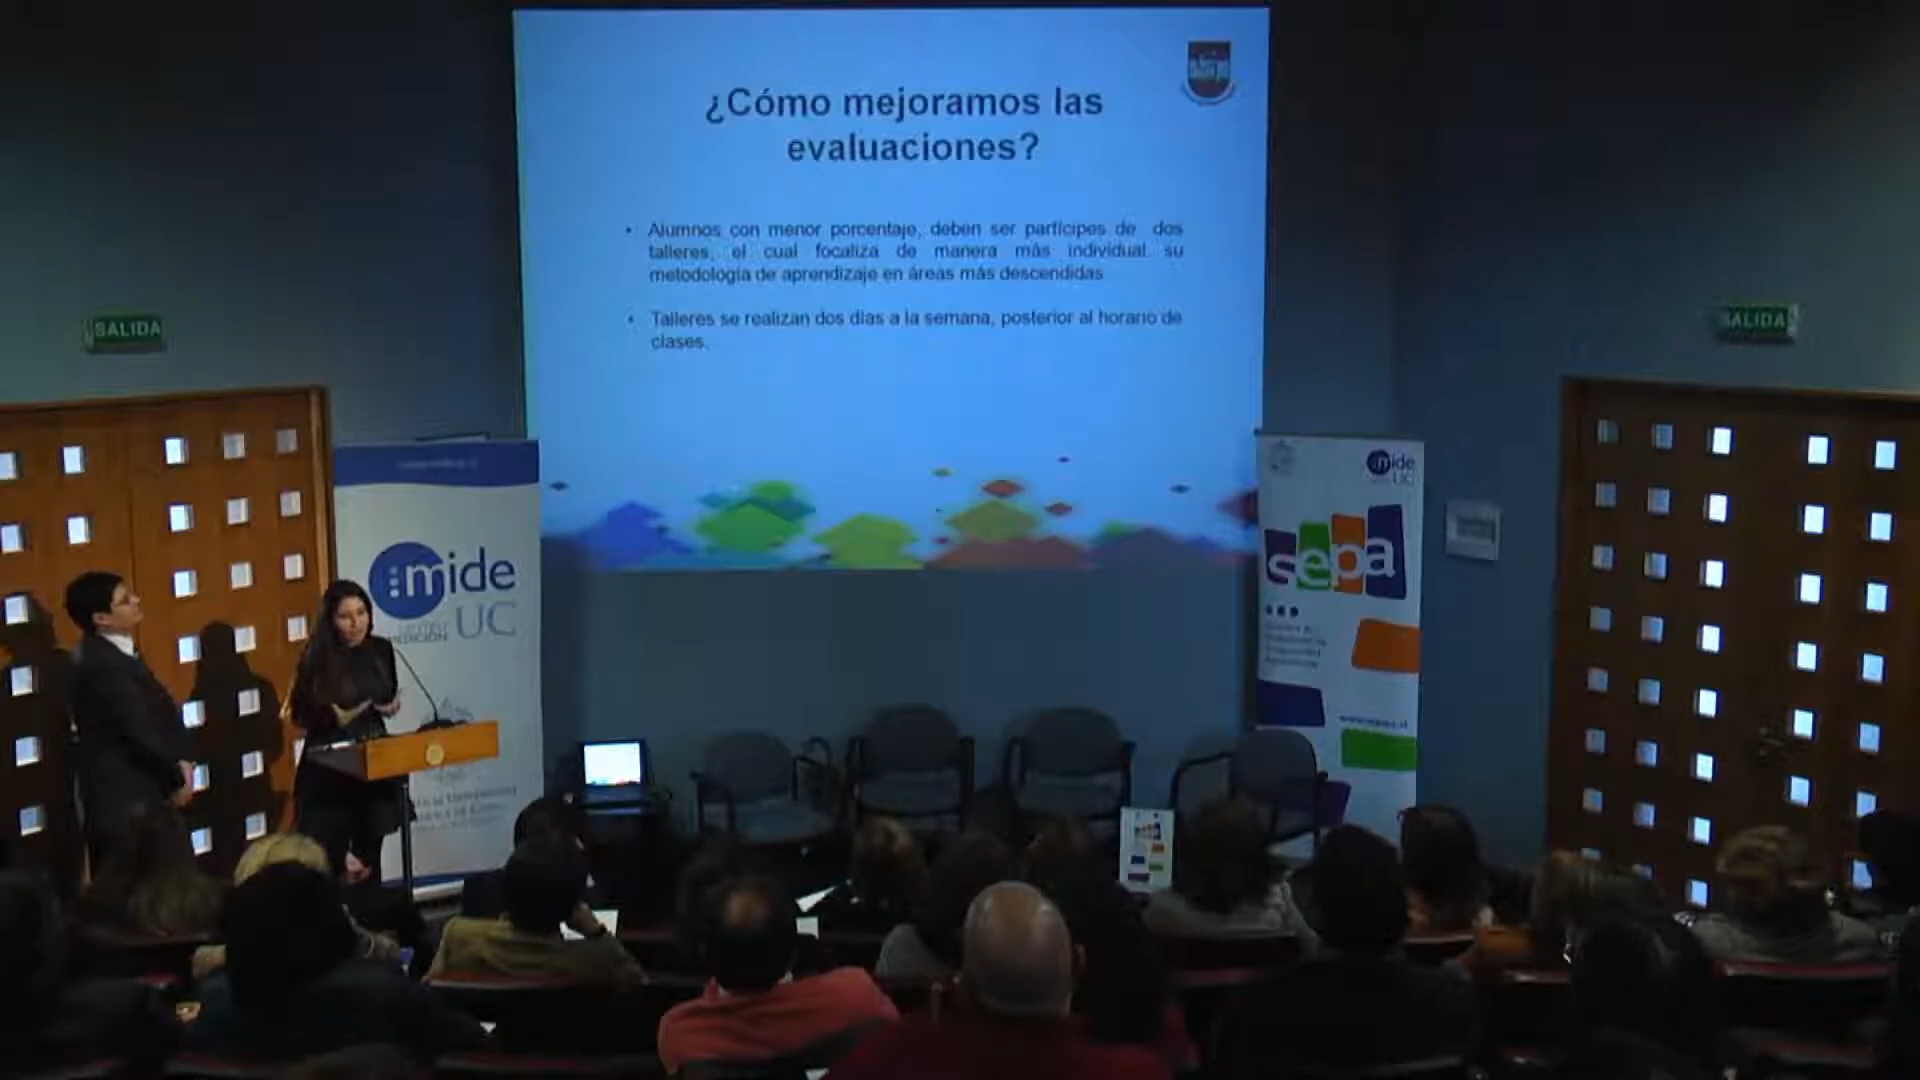 ¿Cómo mejoramos las
evaluaciones?
• Alumnos con menor porcentaje, deben ser partícipes de dos
talleres, el cual focaliza de manera más individual su
metodología de aprendizaje en áreas más descendidas
• Talleres se realizan dos días a la semana, posterior al horario de
clases.
SALIDA
SALIDA
mide
UC
MEDICIÓN
mide
UC
sepa